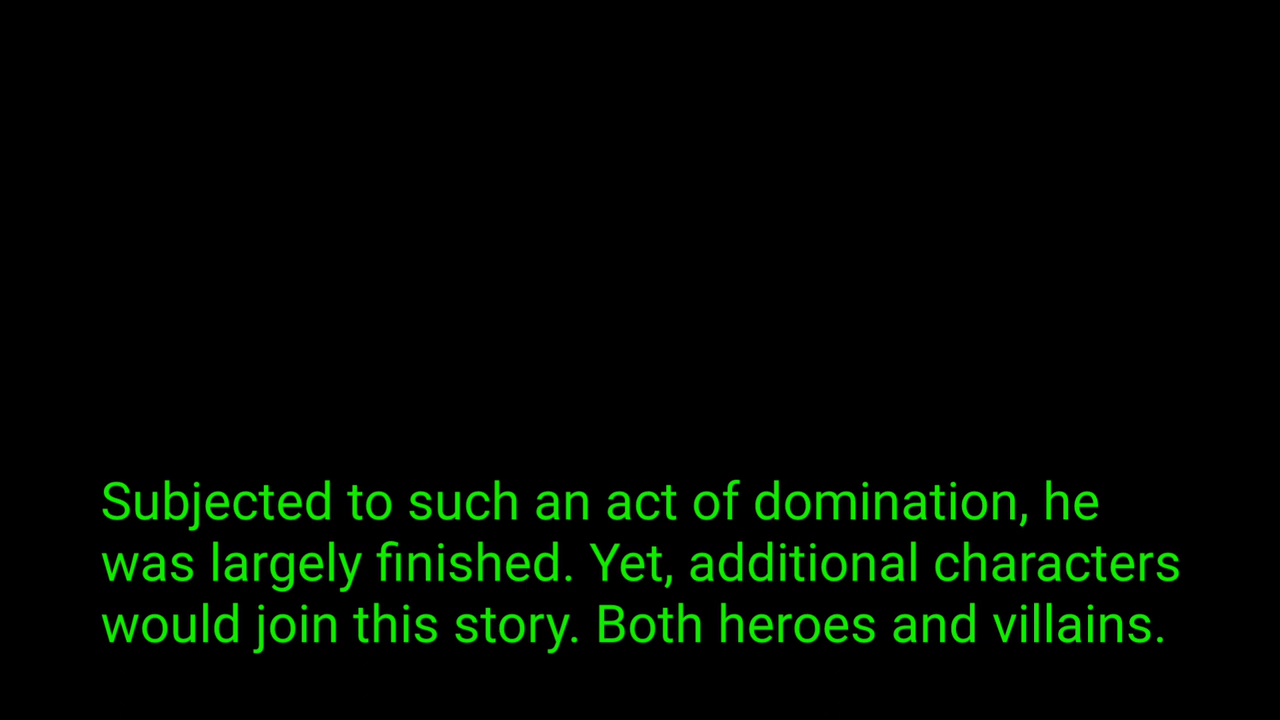 Subjected to such an act of domination, he
was largely finished. Yet, additional characters
would join this story. Both heroes and villains.